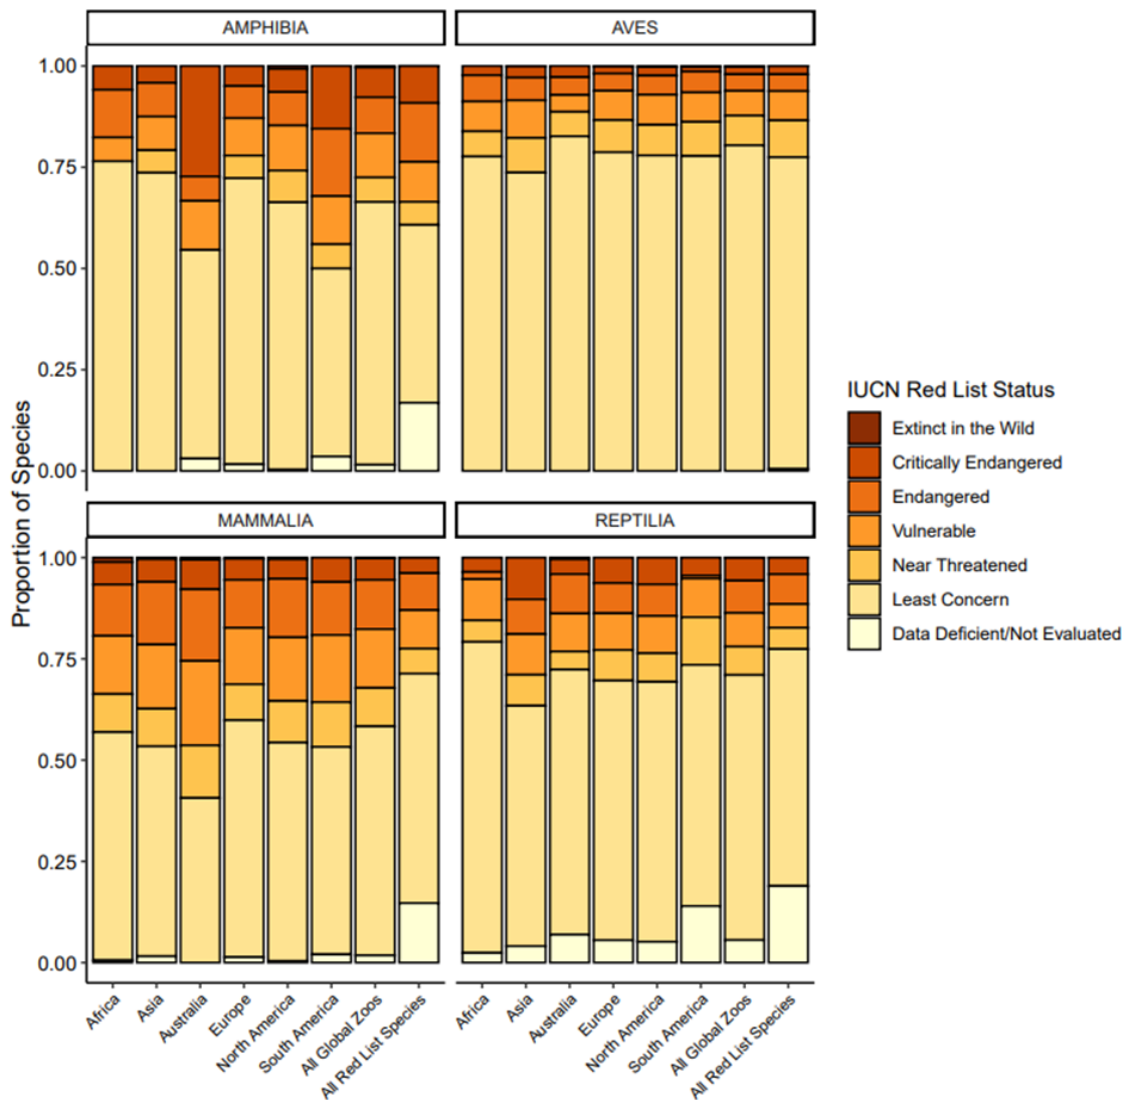 AMPHIBIA
AVES
1.00
0.75
0.50
0.25
0.00
MAMMALIA
REPTILIA
1.00
0.75
0.50
0.25
0.00
Proportion of Species
Africa
Asia
Australia
Europe
North America
South America
All Global Zoos
All Red List Species
Africa
Asia
Australia
Europe
North America
South America
All Global Zoos
All Red List Species
IUCN Red List Status
Extinct in the Wild
Critically Endangered
Endangered
Vulnerable
Near Threatened
Least Concern
Data Deficient/Not Evaluated